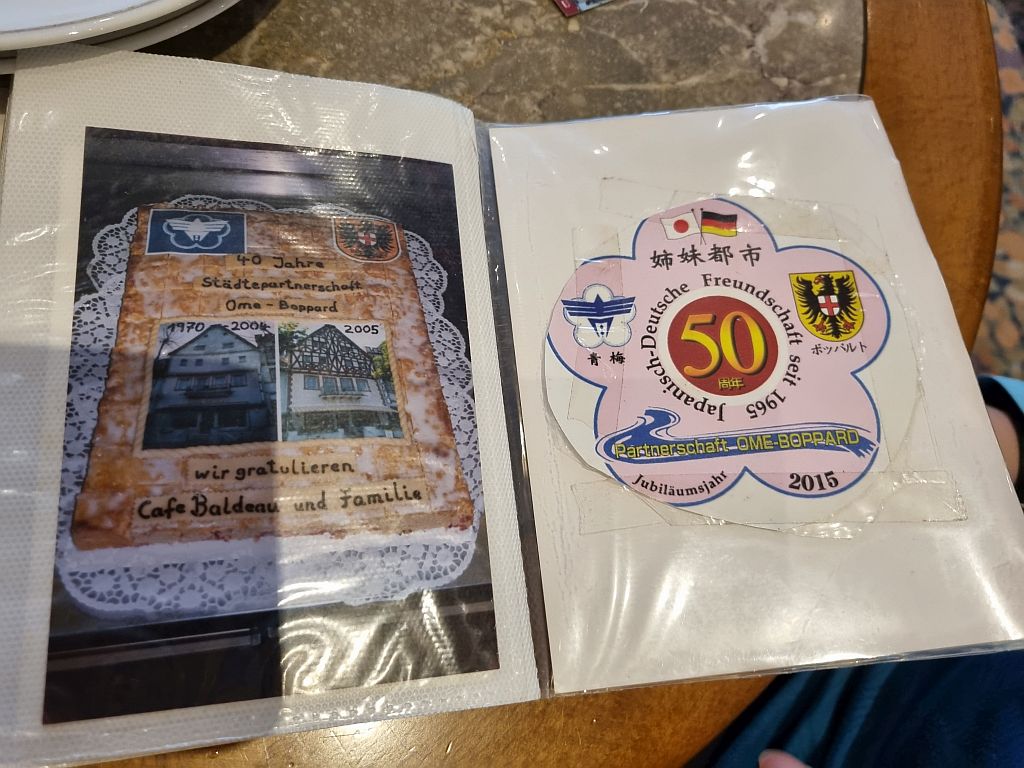 40 Jahre
Städtepartnerschaft
Ome - Boppard
1970 - 2004
2005
wir gratulieren
Cafe Baldeau und Familie
姉妹都市
Japanisch-Deutsche Freundschaft seit 1965
50
周年
青梅
ボッパルト
Partnerschaft OME-BOPPARD
Jubiläumsjahr
2015